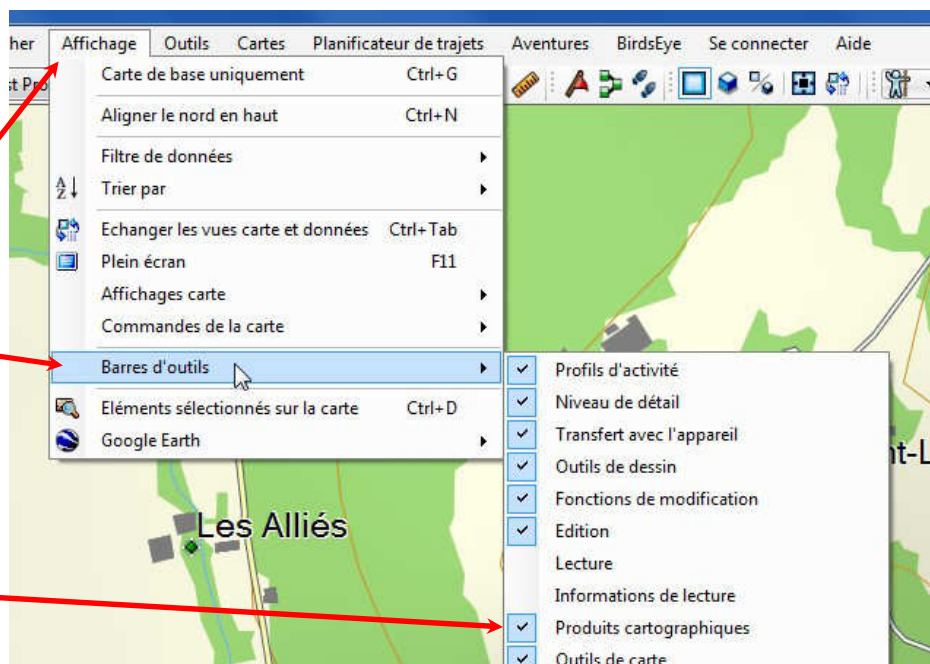 her Affichage Outils Cartes Planificateur de trajets Aventures BirdsEye Se connecter Aide
st Pro
Carte de base uniquement Ctrl+G
Aligner le nord en haut Ctrl+N
Filtre de données
A Z Trier par
Echanger les vues carte et données Ctrl+Tab
Plein écran F11
Affichages carte
Commandes de la carte
Barres d'outils
Eléments sélectionnés sur la carte Ctrl+D
Google Earth
Profils d'activité
Niveau de détail
Transfert avec l'appareil
Outils de dessin
Fonctions de modification
Edition
Lecture
Informations de lecture
Produits cartographiques
Outils de carte
nt-L
Les Alliés